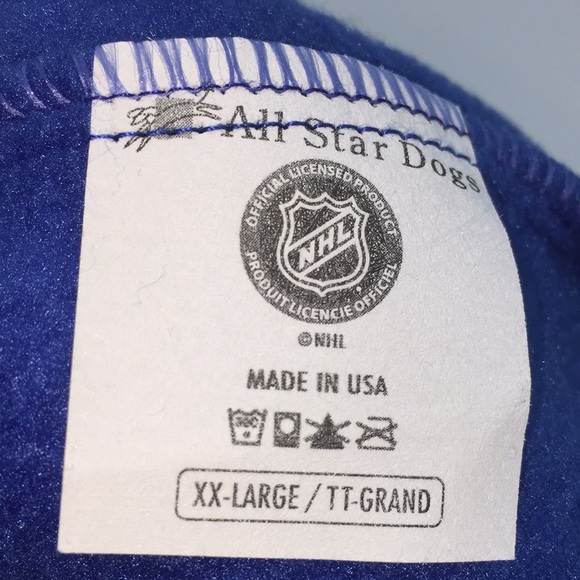 All Star Dogs
OFFICIAL LICENSED PRODUCT
NHL
PRODUIT LICENCIE OFFICIEL
©NHL
MADE IN USA
XX-LARGE / TT-GRAND